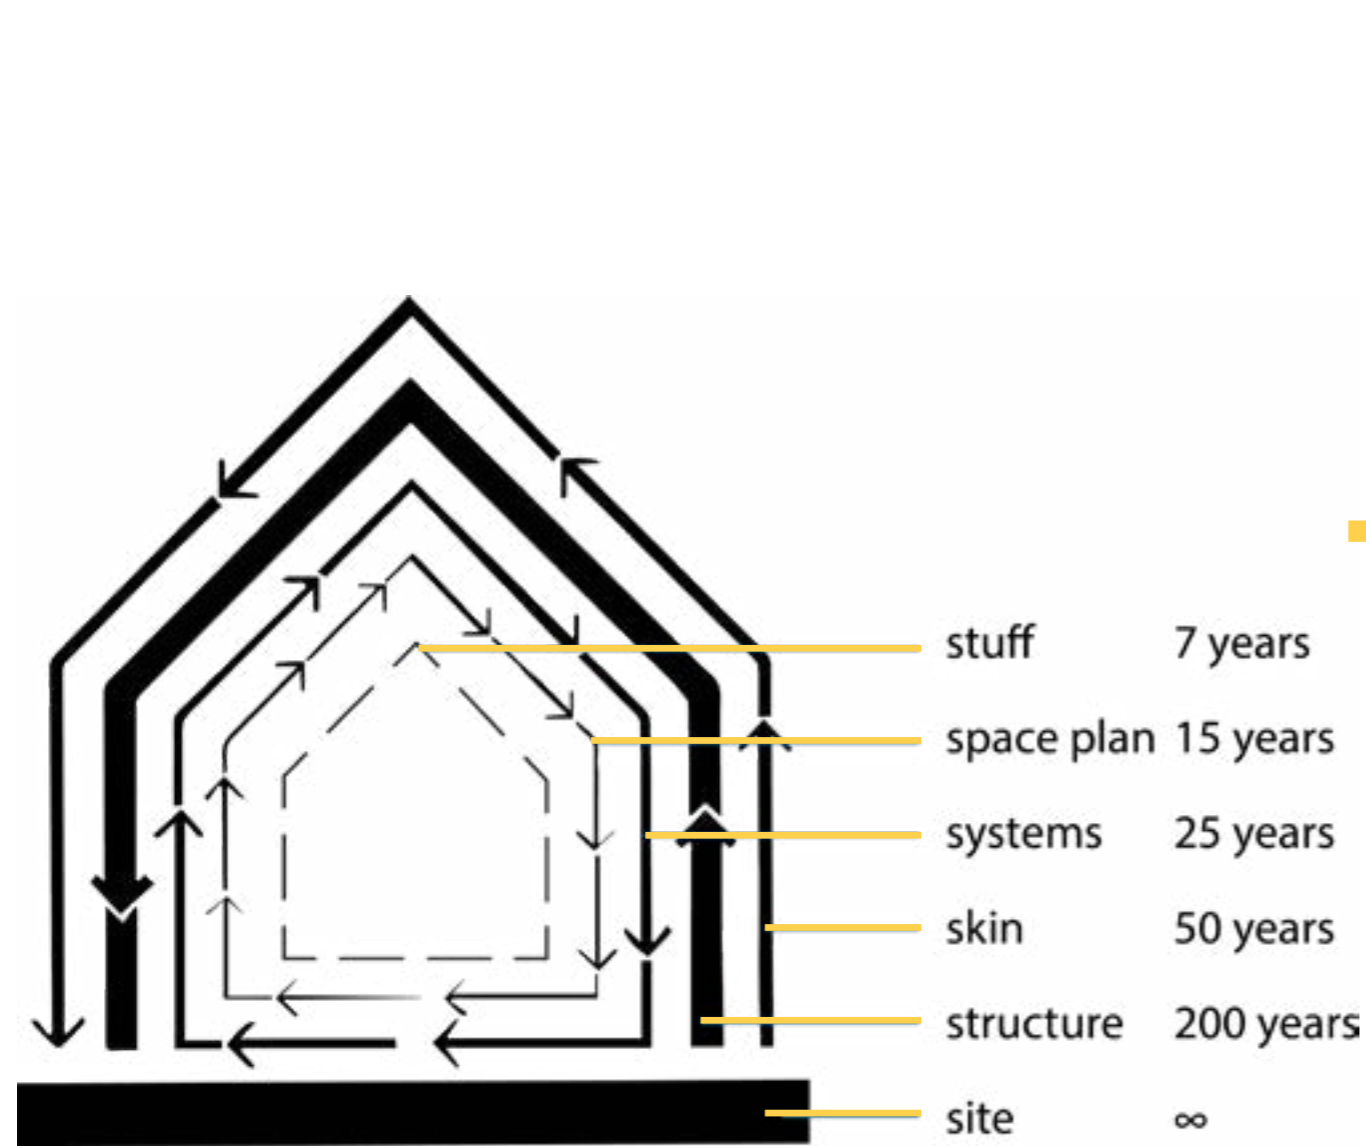 stuff 7 years
space plan 15 years
systems 25 years
skin 50 years
structure 200 years
site ∞